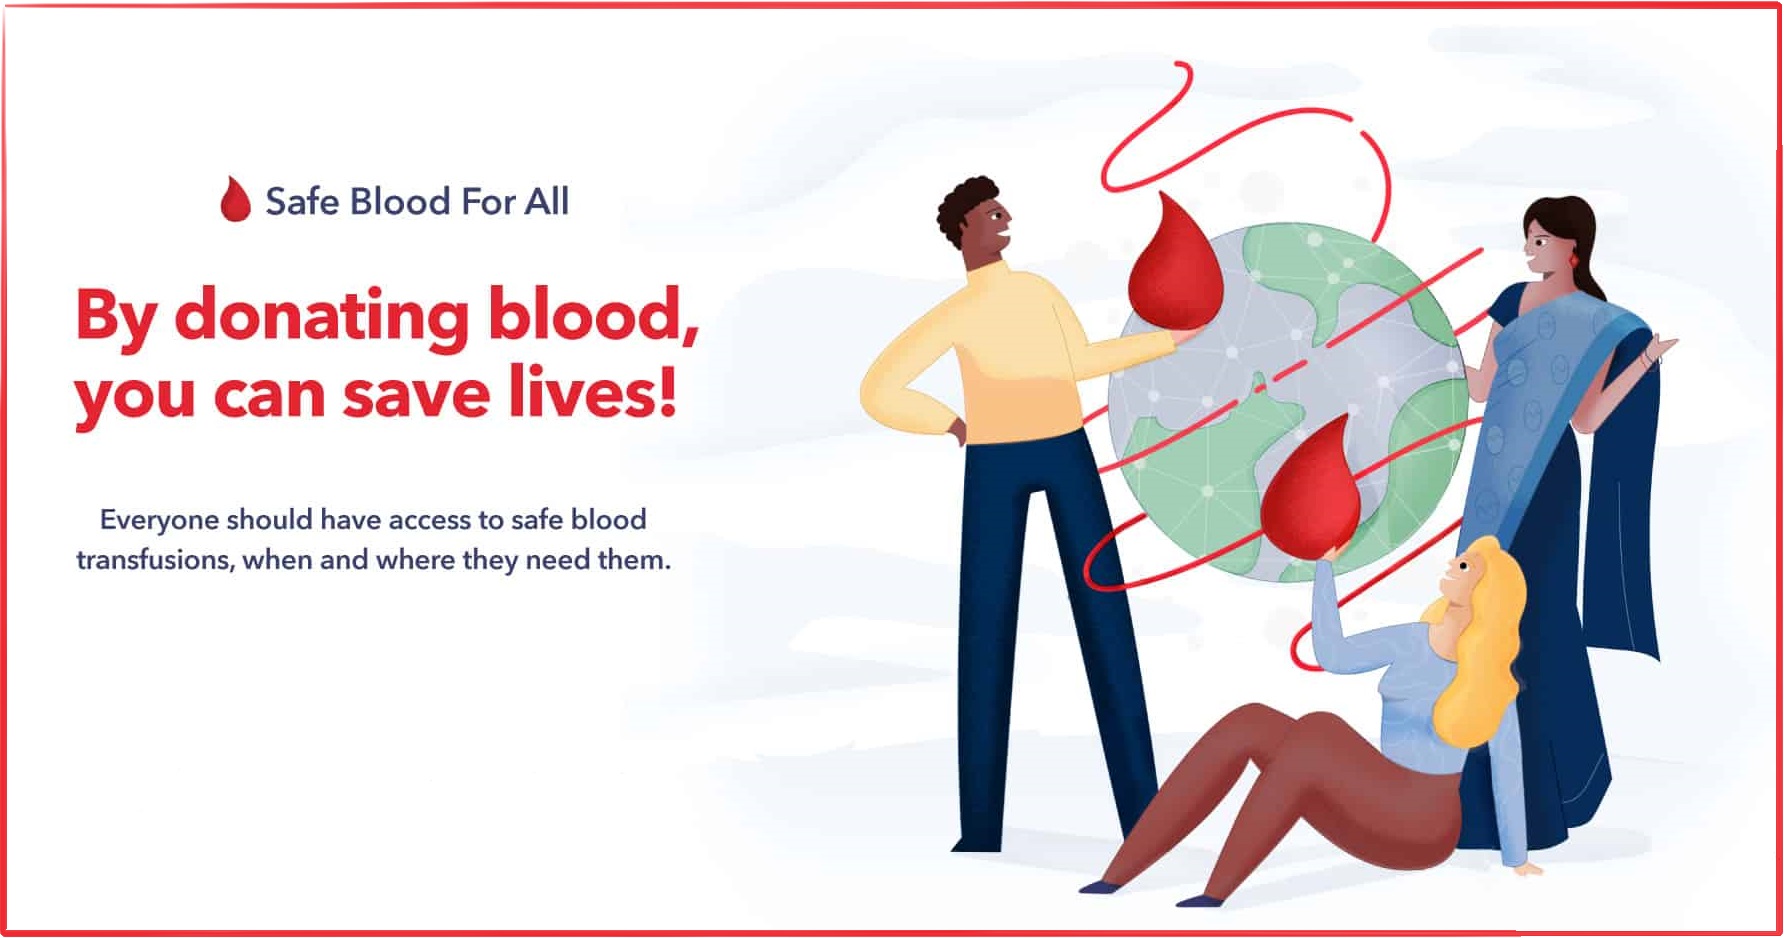 Safe Blood For All
By donating blood,
you can save lives!
Everyone should have access to safe blood
transfusions, when and where they need them.